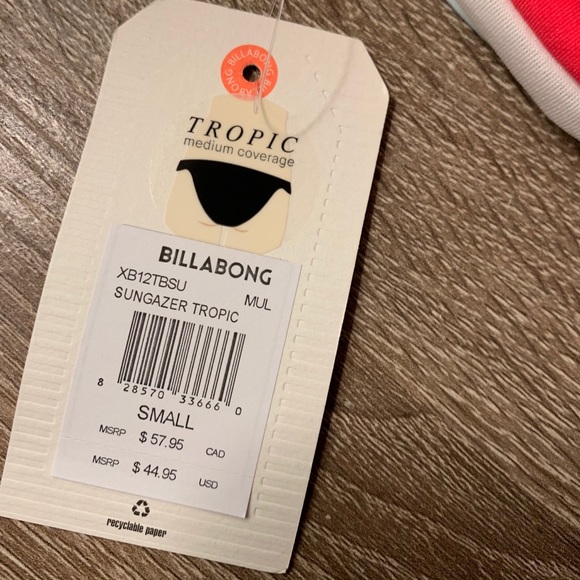 BILLABONG BILLABONG
TROPIC
medium coverage
BILLABONG
XB12TBSU MUL
SUNGAZER TROPIC
8 28570 33666 0
SMALL
MSRP $ 57.95 CAD
MSRP $ 44.95 USD
recyclable paper